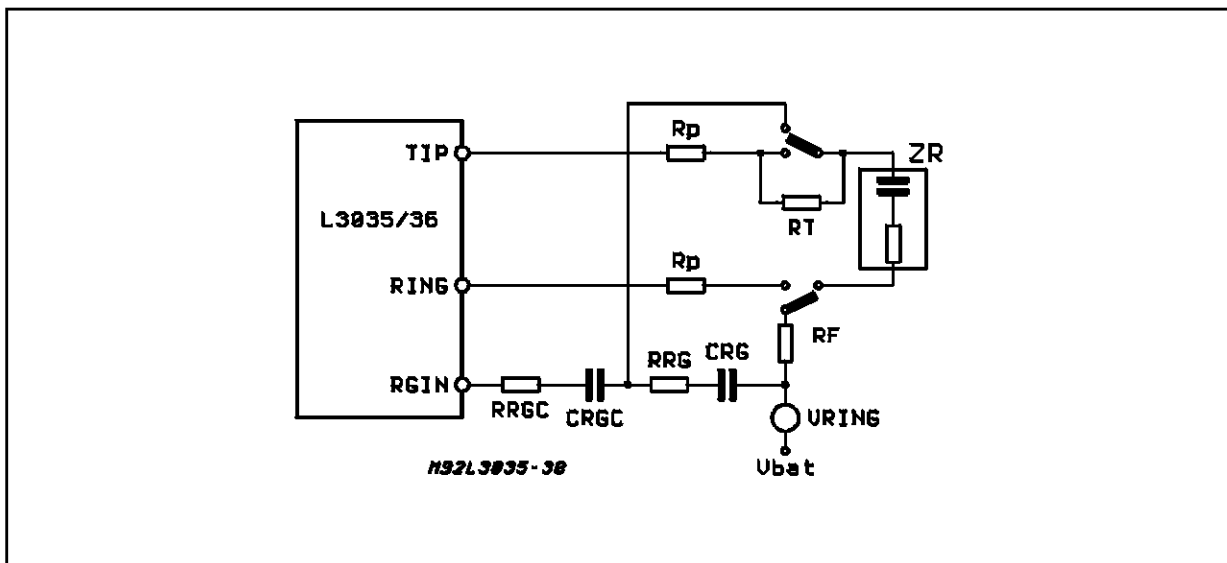 TIP
Rp
ZR
L3035/36
RT
RING
Rp
RF
RRG
CRG
RGIN
RRGC
CRGC
VRING
M92L3035-38
Vbat